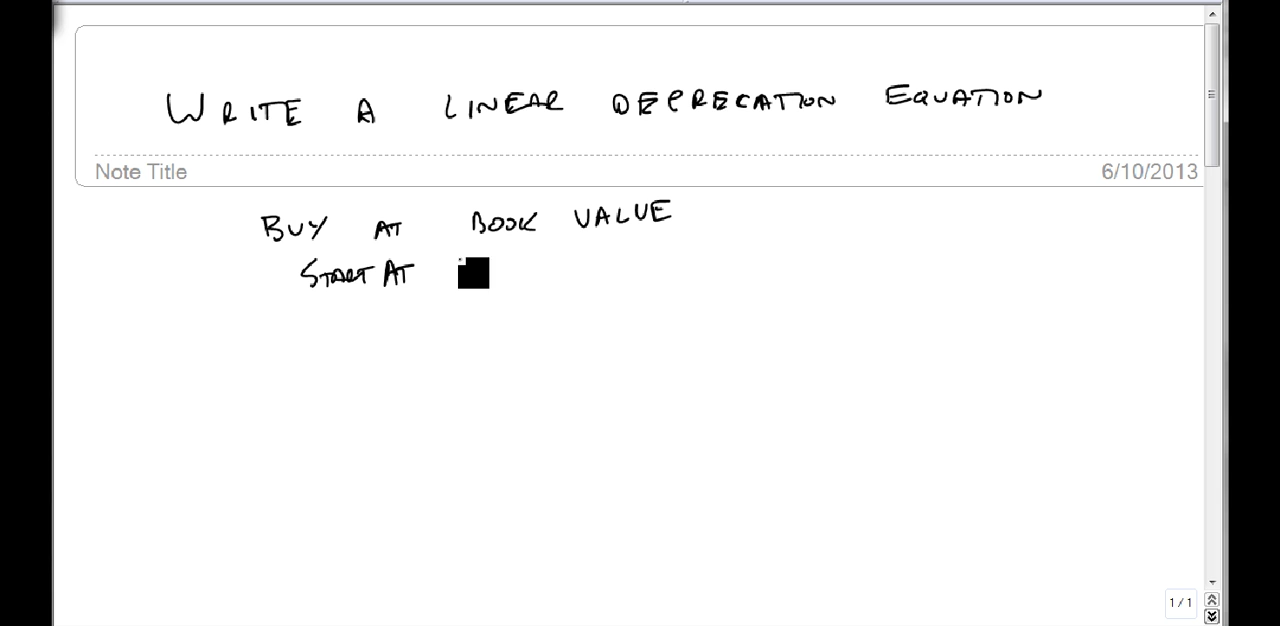 WRITE A LINEAR DEPRECATION EQUATION
Note Title 6/10/2013
BUY AT BOOK VALUE
START AT
1 / 1